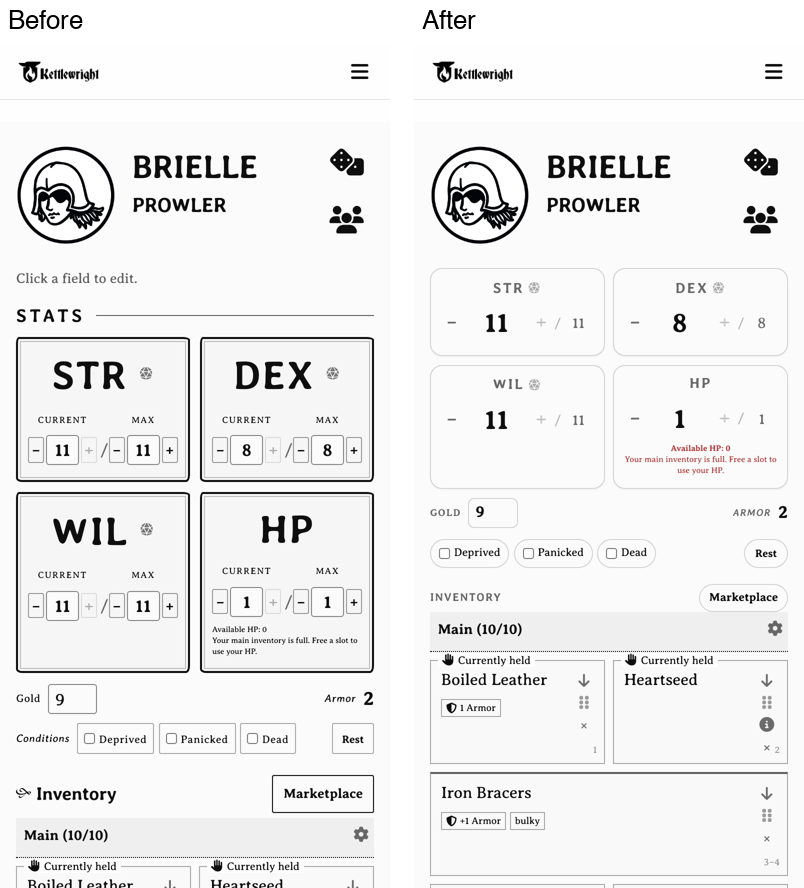 Before
Kettlewright
BRIELLE
PROWLER
Click a field to edit.
STATS
STR
CURRENT MAX
- 11 + / - 11 +
DEX
CURRENT MAX
- 8 + / - 8 +
WIL
CURRENT MAX
- 11 + / - 11 +
HP
CURRENT MAX
- 1 + / - 1 +
Available HP: 0
Your main inventory is full. Free a slot to
use your HP.
Gold 9 Armor 2
Conditions Deprived Panicked Dead Rest
Inventory Marketplace
Main (10/10)
Currently held
Boiled Leather
Currently held
Heartseed
After
Kettlewright
BRIELLE
PROWLER
STR
- 11 + / 11
DEX
- 8 + / 8
WIL
- 11 + / 11
HP
- 1 + / 1
Available HP: 0
Your main inventory is full. Free a slot to
use your HP.
GOLD 9 ARMOR 2
Deprived Panicked Dead Rest
INVENTORY Marketplace
Main (10/10)
Currently held
Boiled Leather
1 Armor
×
1
Currently held
Heartseed
i
× 2
Iron Bracers
+1 Armor bulky
×
3-4